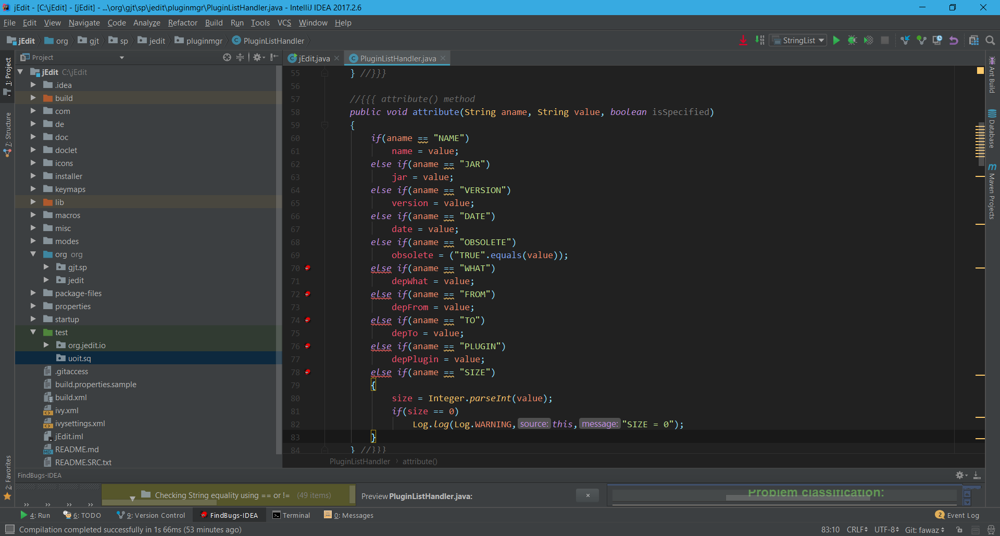 jEdit - [C:\jEdit] - [jEdit] - ...\org\gjt\sp\jedit\pluginmgr\PluginListHandler.java - IntelliJ IDEA 2017.2.6
File Edit View Navigate Code Analyze Refactor Build Run Tools VCS Window Help
jEdit org gjt sp jedit pluginmgr PluginListHandler StringList
Project
jEdit.java PluginListHandler.java
1: Project
7: Structure
2: Favorites
jEdit C:\jEdit
.idea
build
com
de
doc
doclet
icons
installer
keymaps
lib
macros
misc
modes
org org
gjt.sp
jedit
package-files
properties
startup
test
org.jedit.io
uoit.sq
.gitaccess
build.properties.sample
build.xml
ivy.xml
ivysettings.xml
jEdit.iml
README.md
README.SRC.txt
55 } //}}}
56
57 //{{{ attribute() method
58 public void attribute(String aname, String value, boolean isSpecified)
59 {
60 if(aname == "NAME")
61 name = value;
62 else if(aname == "JAR")
63 jar = value;
64 else if(aname == "VERSION")
65 version = value;
66 else if(aname == "DATE")
67 date = value;
68 else if(aname == "OBSOLETE")
69 obsolete = ("TRUE".equals(value));
70 else if(aname == "WHAT")
71 depWhat = value;
72 else if(aname == "FROM")
73 depFrom = value;
74 else if(aname == "TO")
75 depTo = value;
76 else if(aname == "PLUGIN")
77 depPlugin = value;
78 else if(aname == "SIZE")
79 {
80 size = Integer.parseInt(value);
81 if(size == 0)
82 Log.log(Log.WARNING, source: this, message: "SIZE = 0");
83 }
84 } //}}}
PluginListHandler › attribute()
Ant Build
Database
Maven Projects
FindBugs-IDEA
Checking String equality using == or != (49 items)
Preview PluginListHandler.java:
Problem classification:
4: Run 6: TODO 9: Version Control FindBugs-IDEA Terminal 0: Messages 2 Event Log
Compilation completed successfully in 1s 66ms (53 minutes ago) 83:10 CRLF UTF-8 Git: fawaz